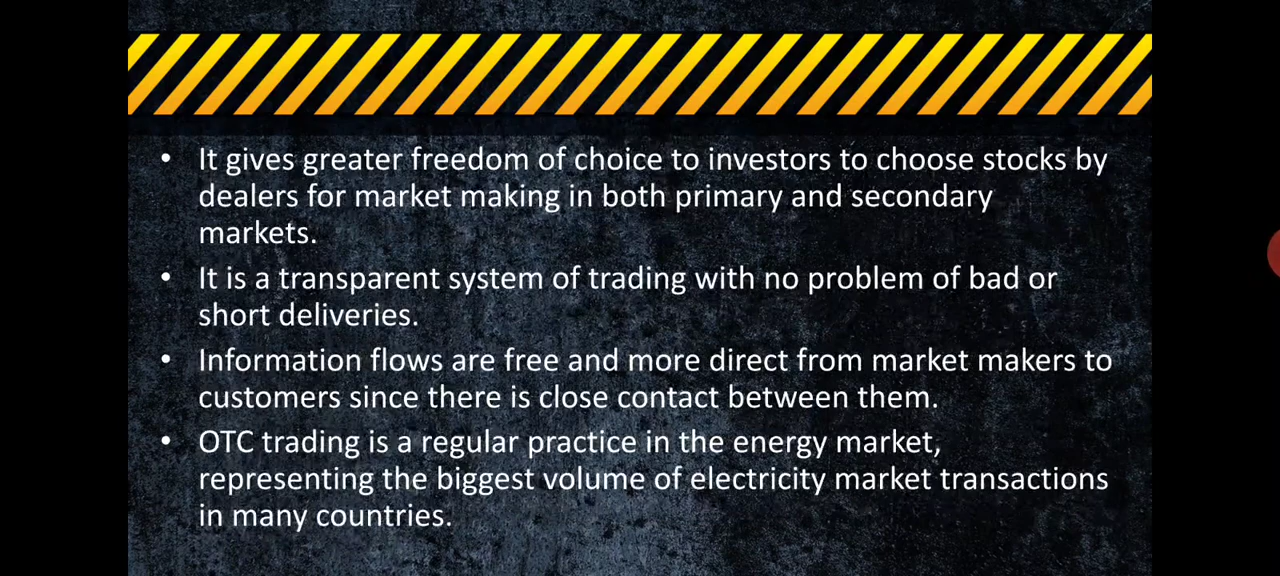 • It gives greater freedom of choice to investors to choose stocks by
dealers for market making in both primary and secondary
markets.
• It is a transparent system of trading with no problem of bad or
short deliveries.
• Information flows are free and more direct from market makers to
customers since there is close contact between them.
• OTC trading is a regular practice in the energy market,
representing the biggest volume of electricity market transactions
in many countries.